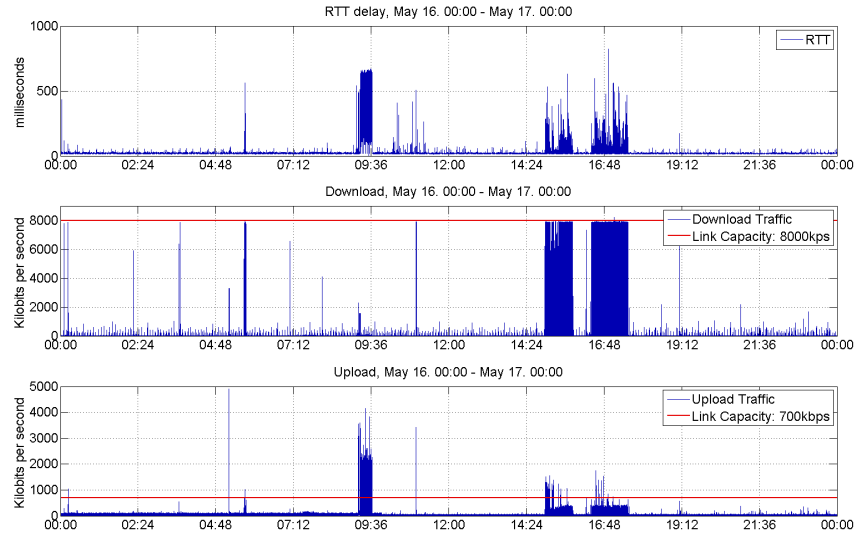 RTT delay, May 16. 00:00 - May 17. 00:00
milliseconds
1000
500
0
RTT
00:00 02:24 04:48 07:12 09:36 12:00 14:24 16:48 19:12 21:36 00:00
Download, May 16. 00:00 - May 17. 00:00
Kilobits per second
8000
6000
4000
2000
0
Download Traffic
Link Capacity: 8000kps
00:00 02:24 04:48 07:12 09:36 12:00 14:24 16:48 19:12 21:36 00:00
Upload, May 16. 00:00 - May 17. 00:00
Kilobits per second
5000
4000
3000
2000
1000
0
Upload Traffic
Link Capacity: 700kbps
00:00 02:24 04:48 07:12 09:36 12:00 14:24 16:48 19:12 21:36 00:00